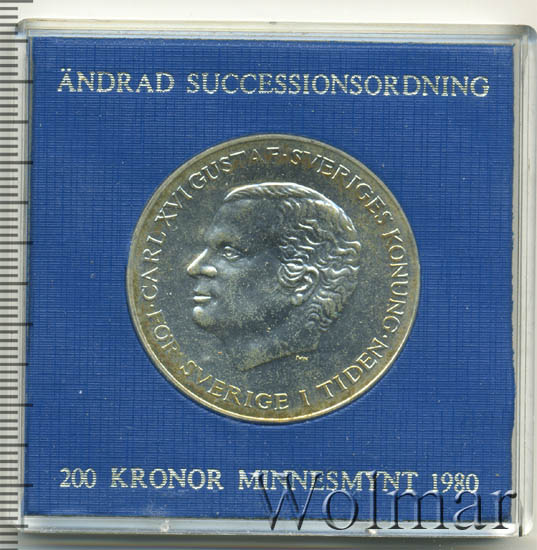 ÄNDRAD SUCCESSIONSORDNING
·CARL XVI GUSTAF·SVERIGES KONUNG·
FÖR SVERIGE I TIDEN
200 KRONOR MINNESMYNT 1980
Wolmar